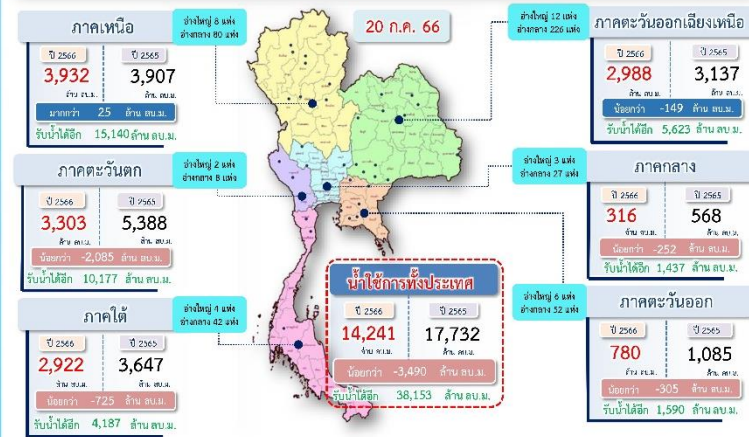 ภาคเหนือ
ปี 2566 ปี 2565
3,932 3,907
ล้าน ลบ.ม. ล้าน ลบ.ม.
มากกว่า 25 ล้าน ลบ.ม.
รับน้ำได้อีก 15,140 ล้าน ลบ.ม.
อ่างใหญ่ 8 แห่ง
อ่างกลาง 80 แห่ง
20 ก.ค. 66
อ่างใหญ่ 12 แห่ง
อ่างกลาง 226 แห่ง
ภาคตะวันออกเฉียงเหนือ
ปี 2566 ปี 2565
2,988 3,137
ล้าน ลบ.ม. ล้าน ลบ.ม.
น้อยกว่า -149 ล้าน ลบ.ม.
รับน้ำได้อีก 5,623 ล้าน ลบ.ม.
ภาคตะวันตก
ปี 2566 ปี 2565
3,303 5,388
ล้าน ลบ.ม. ล้าน ลบ.ม.
น้อยกว่า -2,085 ล้าน ลบ.ม.
รับน้ำได้อีก 10,177 ล้าน ลบ.ม.
อ่างใหญ่ 2 แห่ง
อ่างกลาง 8 แห่ง
อ่างใหญ่ 3 แห่ง
อ่างกลาง 27 แห่ง
ภาคกลาง
ปี 2566 ปี 2565
316 568
ล้าน ลบ.ม. ล้าน ลบ.ม.
น้อยกว่า -252 ล้าน ลบ.ม.
รับน้ำได้อีก 1,437 ล้าน ลบ.ม.
ภาคใต้
ปี 2566 ปี 2565
2,922 3,647
ล้าน ลบ.ม. ล้าน ลบ.ม.
น้อยกว่า -725 ล้าน ลบ.ม.
รับน้ำได้อีก 4,187 ล้าน ลบ.ม.
อ่างใหญ่ 4 แห่ง
อ่างกลาง 42 แห่ง
น้ำใช้การทั้งประเทศ
ปี 2566 ปี 2565
14,241 17,732
ล้าน ลบ.ม. ล้าน ลบ.ม.
น้อยกว่า -3,490 ล้าน ลบ.ม.
รับน้ำได้อีก 38,153 ล้าน ลบ.ม.
อ่างใหญ่ 6 แห่ง
อ่างกลาง 52 แห่ง
ภาคตะวันออก
ปี 2566 ปี 2565
780 1,085
ล้าน ลบ.ม. ล้าน ลบ.ม.
น้อยกว่า -305 ล้าน ลบ.ม.
รับน้ำได้อีก 1,590 ล้าน ลบ.ม.